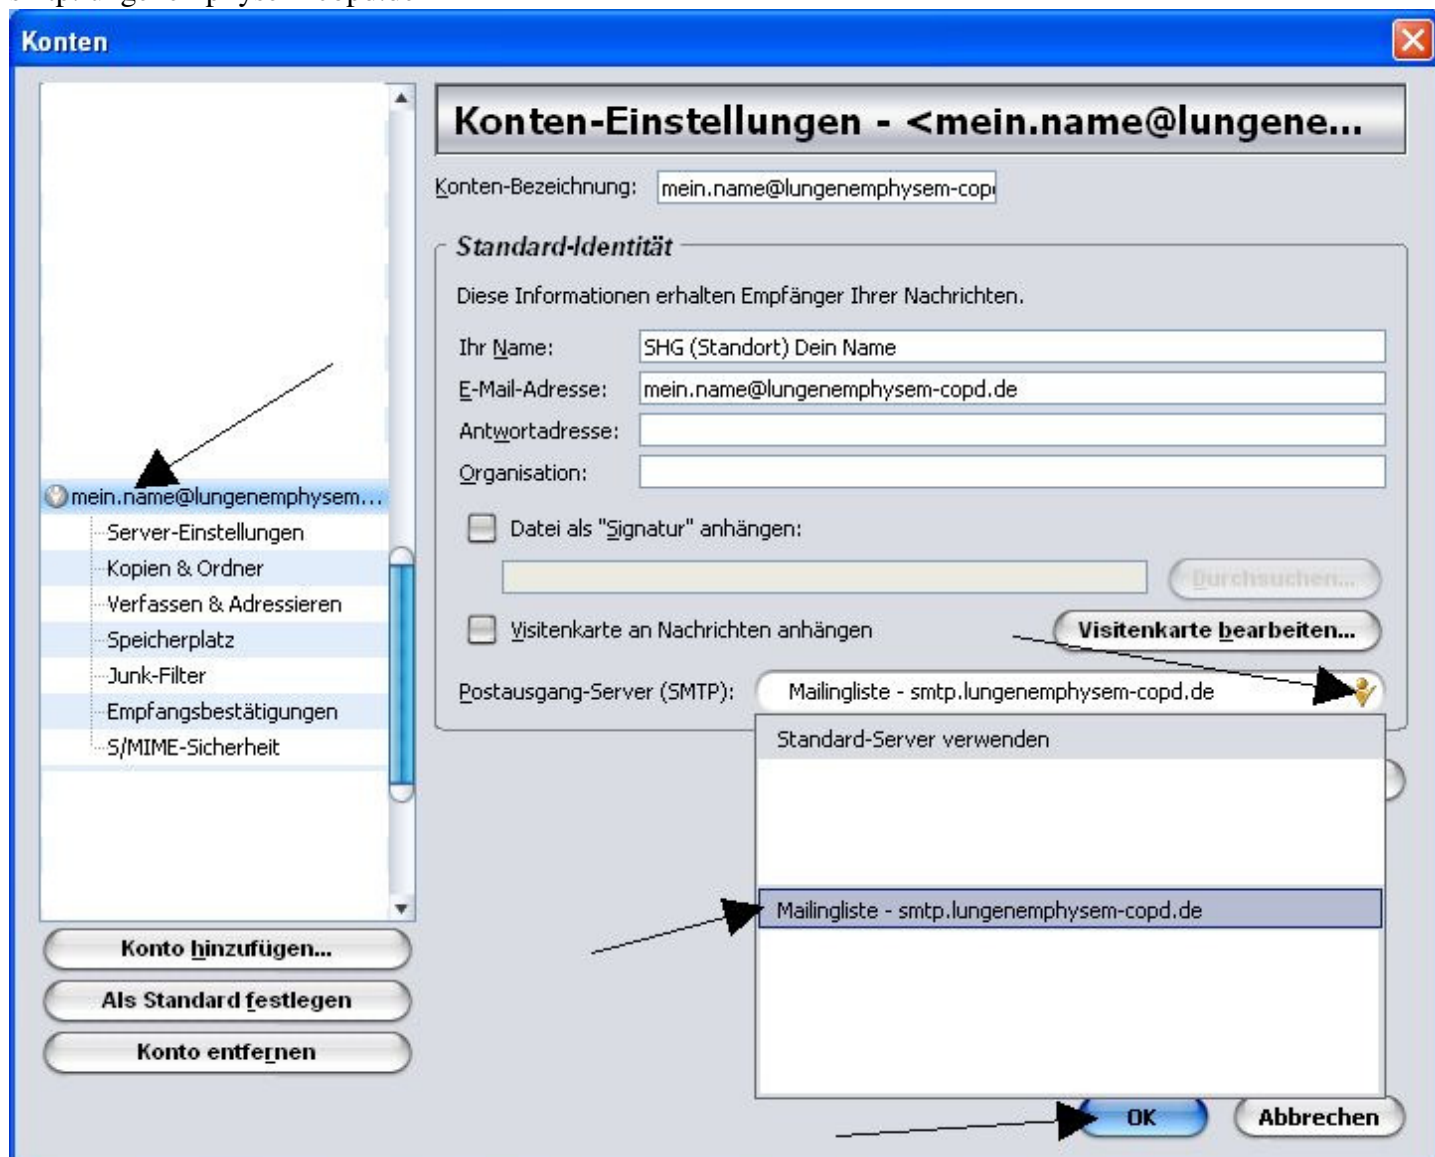 Konten
Konten-Einstellungen - <mein.name@lungene...
Konten-Bezeichnung: mein.name@lungenemphysem-cop
Standard-Identität
Diese Informationen erhalten Empfänger Ihrer Nachrichten.
Ihr Name: SHG (Standort) Dein Name
E-Mail-Adresse: mein.name@lungenemphysem-copd.de
Antwortadresse:
Organisation:
Datei als "Signatur" anhängen:
Durchsuchen...
Visitenkarte an Nachrichten anhängen
Visitenkarte bearbeiten...
Postausgang-Server (SMTP): Mailingliste - smtp.lungenemphysem-copd.de
Standard-Server verwenden
Mailingliste - smtp.lungenemphysem-copd.de
mein.name@lungenemphysem...
Server-Einstellungen
Kopien & Ordner
Verfassen & Adressieren
Speicherplatz
Junk-Filter
Empfangsbestätigungen
S/MIME-Sicherheit
Konto hinzufügen...
Als Standard festlegen
Konto entfernen
OK
Abbrechen